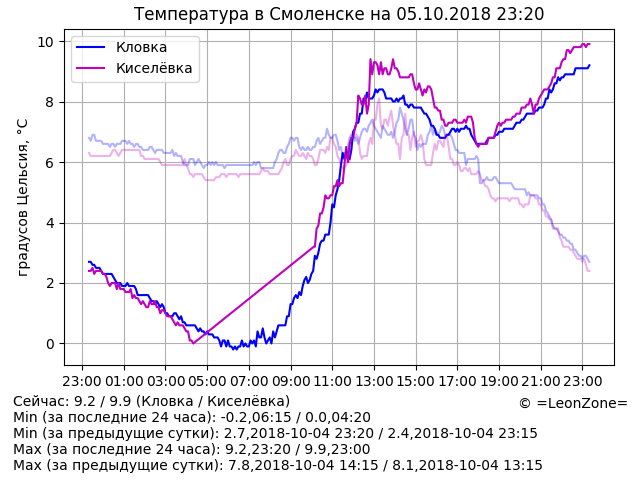 Температура в Смоленске на 05.10.2018 23:20
Кловка
Киселёвка
градусов Цельсия, °C
10
8
6
4
2
0
23:00 01:00 03:00 05:00 07:00 09:00 11:00 13:00 15:00 17:00 19:00 21:00 23:00
Сейчас: 9.2 / 9.9 (Кловка / Киселёвка)
© =LeonZone=
Min (за последние 24 часа): -0.2,06:15 / 0.0,04:20
Min (за предыдущие сутки): 2.7,2018-10-04 23:20 / 2.4,2018-10-04 23:15
Max (за последние 24 часа): 9.2,23:20 / 9.9,23:00
Max (за предыдущие сутки): 7.8,2018-10-04 14:15 / 8.1,2018-10-04 13:15